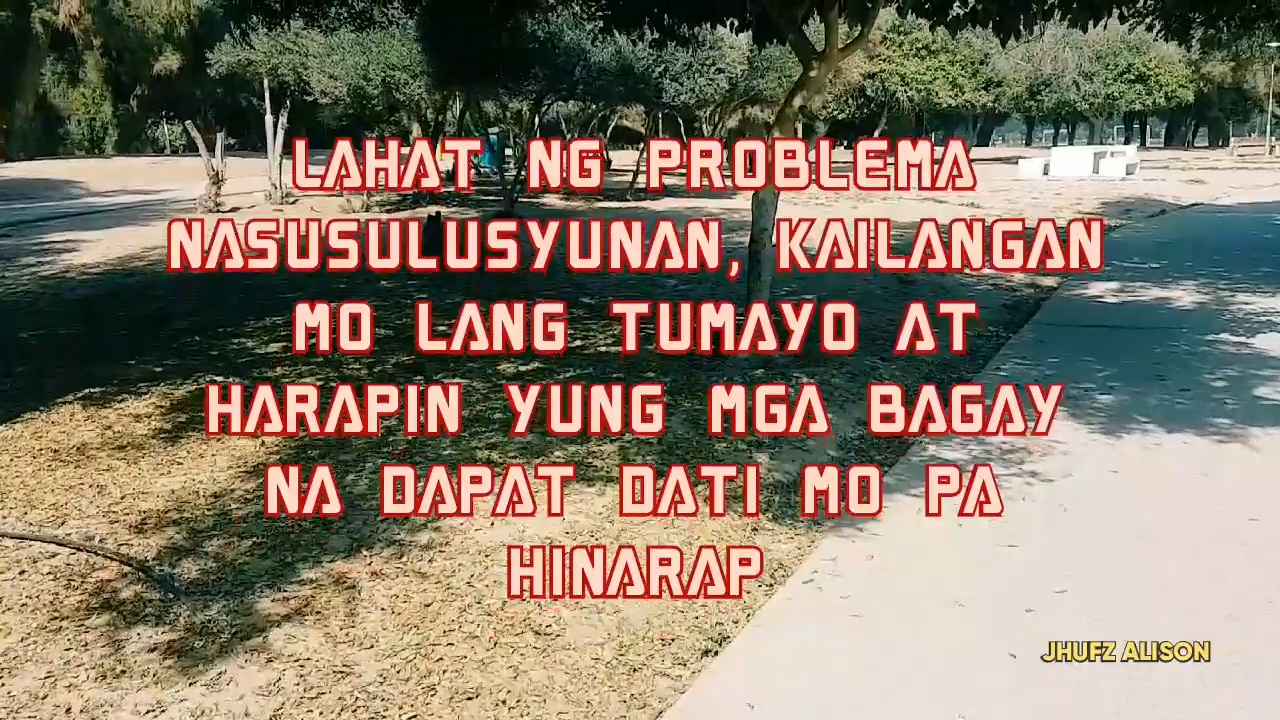 LAHAT NG PROBLEMA
NASUSULUSYUNAN, KAILANGAN
MO LANG TUMAYO AT
HARAPIN YUNG MGA BAGAY
NA DAPAT DATI MO PA
HINARAP
JHUFZ ALISON